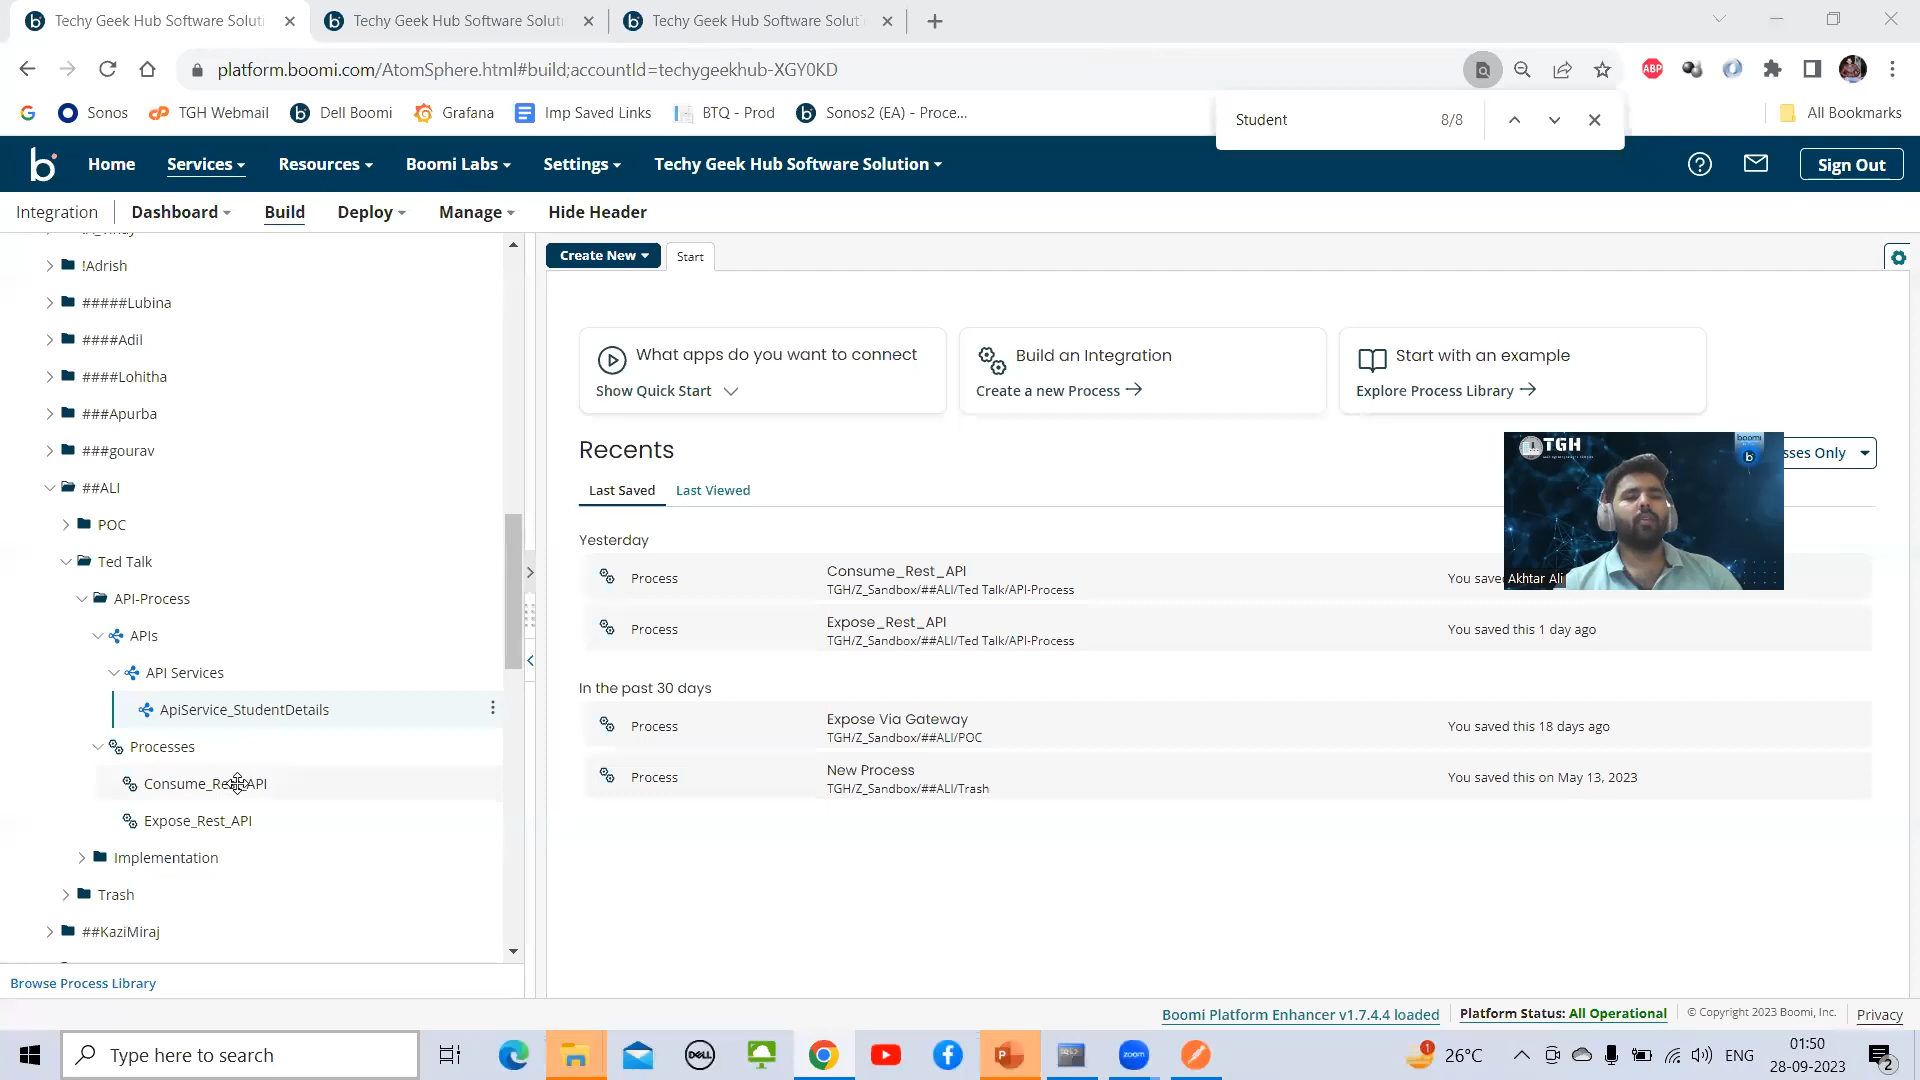 Techy Geek Hub Software Soluti
Techy Geek Hub Software Soluti
Techy Geek Hub Software Solut
platform.boomi.com/AtomSphere.html#build;accountId=techygeekhub-XGY0KD
ABP
Sonos
TGH Webmail
Dell Boomi
Grafana
Imp Saved Links
BTQ - Prod
Sonos2 (EA) - Proce...
All Bookmarks
Student
8/8
Home
Services
Resources
Boomi Labs
Settings
Techy Geek Hub Software Solution
Sign Out
Integration
Dashboard
Build
Deploy
Manage
Hide Header
!Adrish
#####Lubina
####Adil
####Lohitha
###Apurba
###gourav
##ALI
POC
Ted Talk
API-Process
APIs
API Services
ApiService_StudentDetails
Processes
Consume_Rest_API
Expose_Rest_API
Implementation
Trash
##KaziMiraj
Browse Process Library
Create New
Start
What apps do you want to connect
Show Quick Start
Build an Integration
Create a new Process
Start with an example
Explore Process Library
Recents
sses Only
Last Saved
Last Viewed
TGH
boomi
Akhtar Ali
Yesterday
Process
Consume_Rest_API
TGH/Z_Sandbox/##ALI/Ted Talk/API-Process
You saved
Process
Expose_Rest_API
TGH/Z_Sandbox/##ALI/Ted Talk/API-Process
You saved this 1 day ago
In the past 30 days
Process
Expose Via Gateway
TGH/Z_Sandbox/##ALI/POC
You saved this 18 days ago
Process
New Process
TGH/Z_Sandbox/##ALI/Trash
You saved this on May 13, 2023
Boomi Platform Enhancer v1.7.4.4 loaded
Platform Status: All Operational
© Copyright 2023 Boomi, Inc.
Privacy
Type here to search
DELL
zoom
1
26°C
ENG
01:50
28-09-2023
2